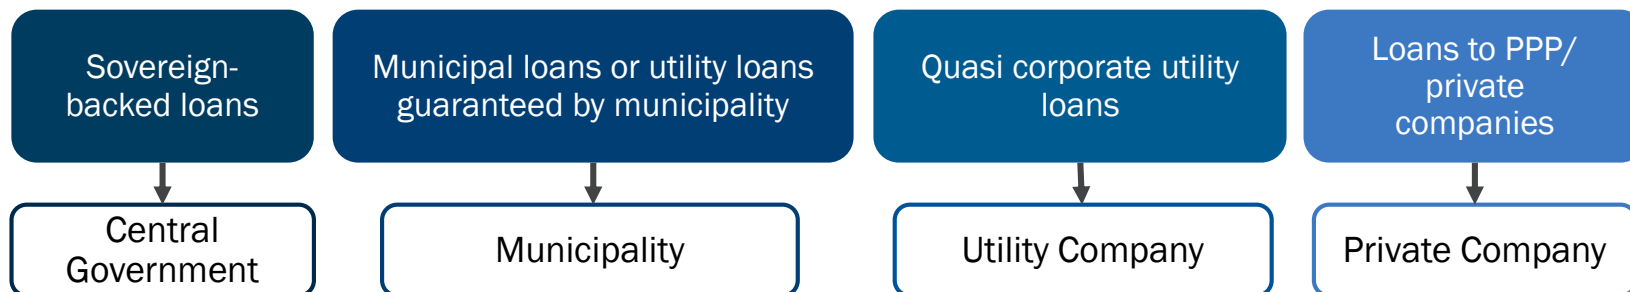 Sovereign-
backed loans
Municipal loans or utility loans
guaranteed by municipality
Quasi corporate utility
loans
Loans to PPP/
private
companies
Central
Government
Municipality
Utility Company
Private Company